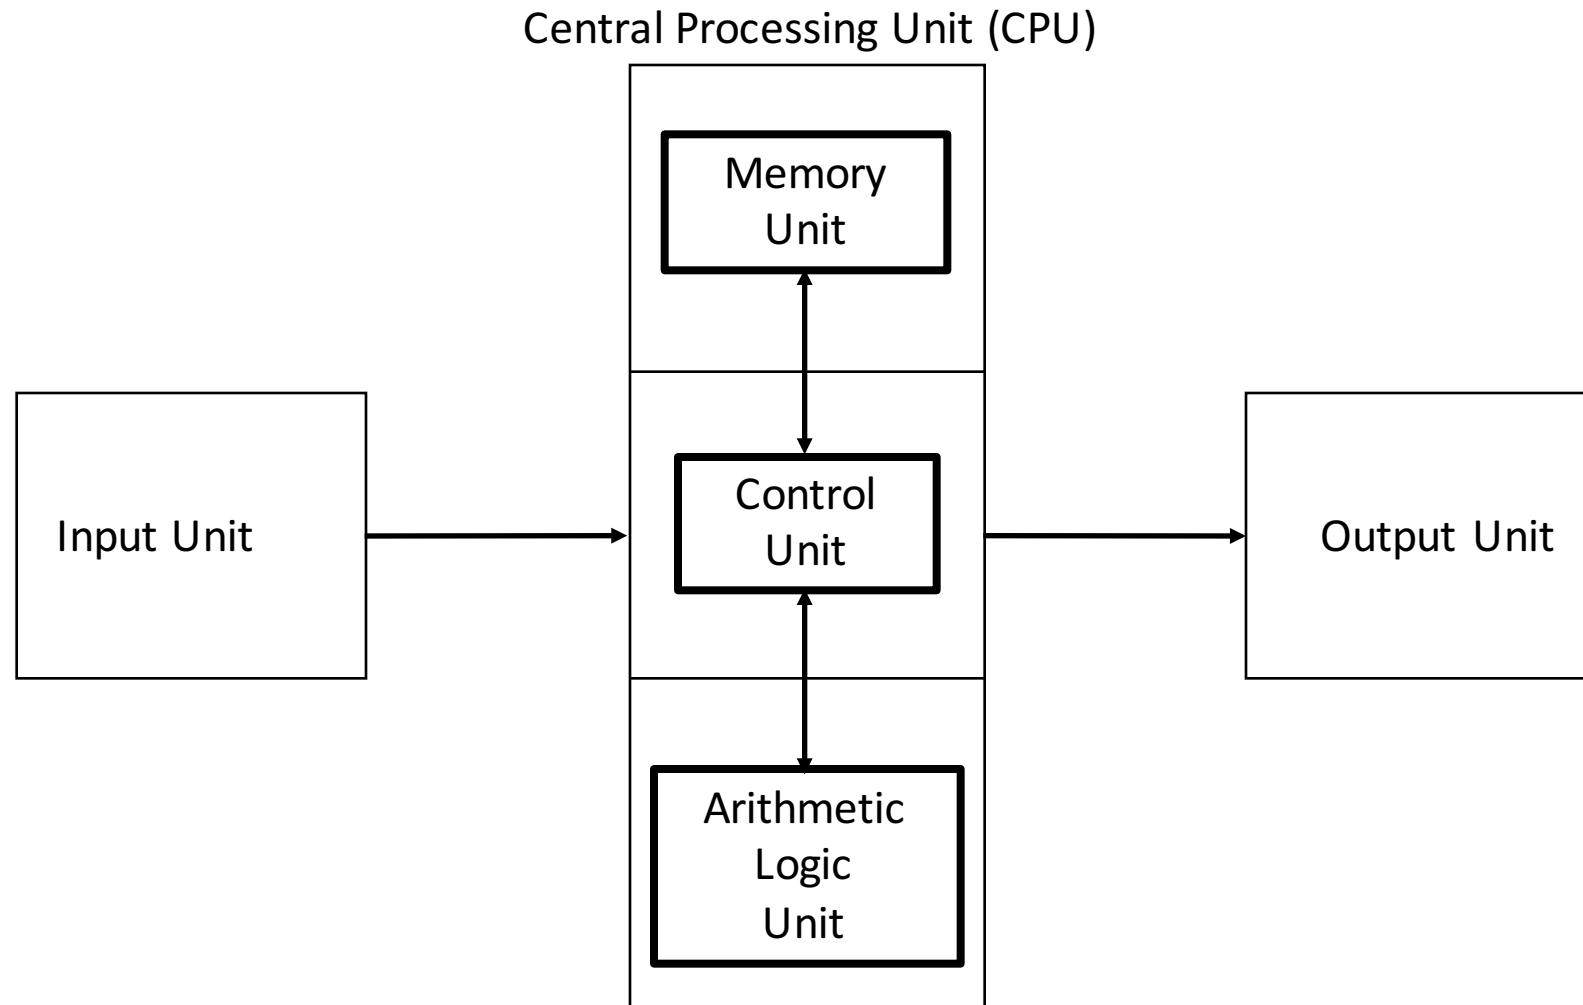 Central Processing Unit (CPU)
Memory
Unit
Input Unit
Control
Unit
Output Unit
Arithmetic
Logic
Unit